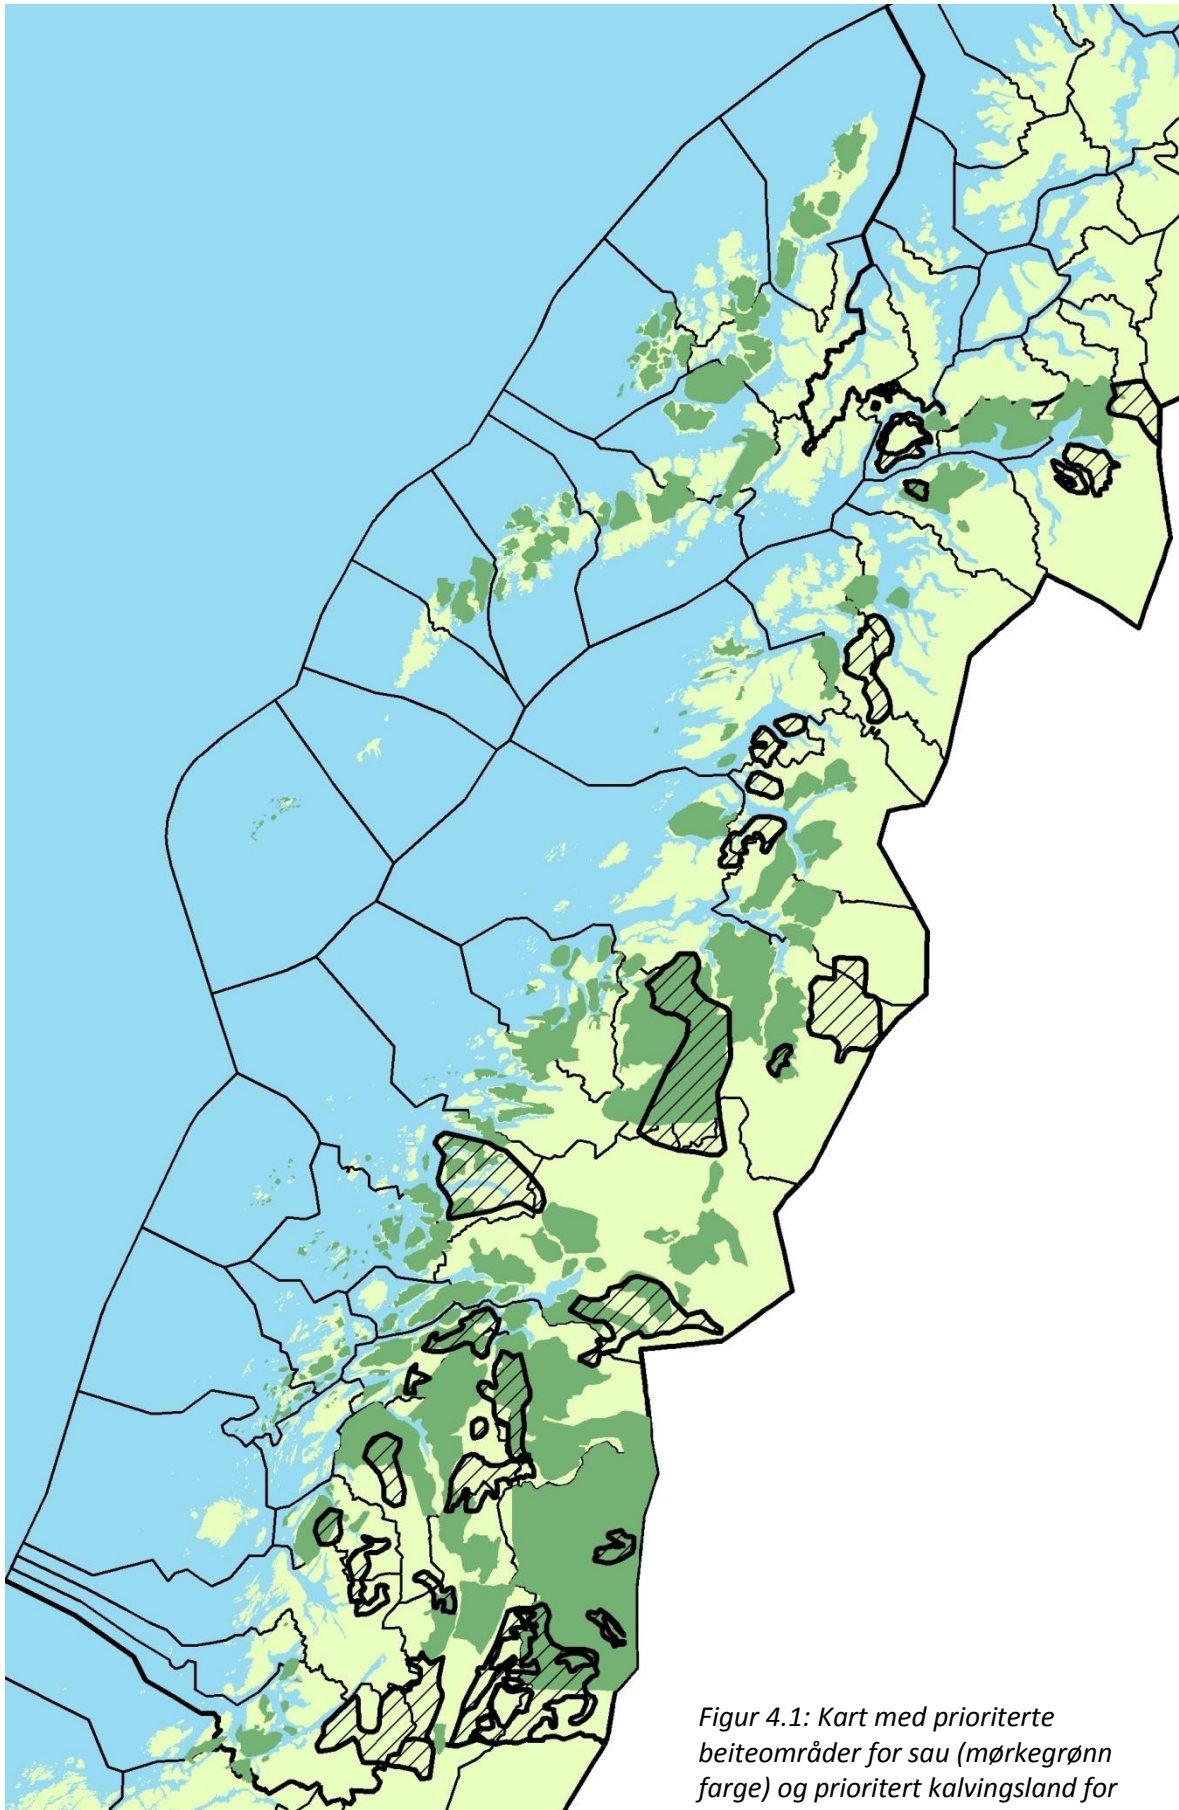 Figur 4.1: Kart med prioriterte
beiteområder for sau (mørkegrønn
farge) og prioritert kalvingsland for